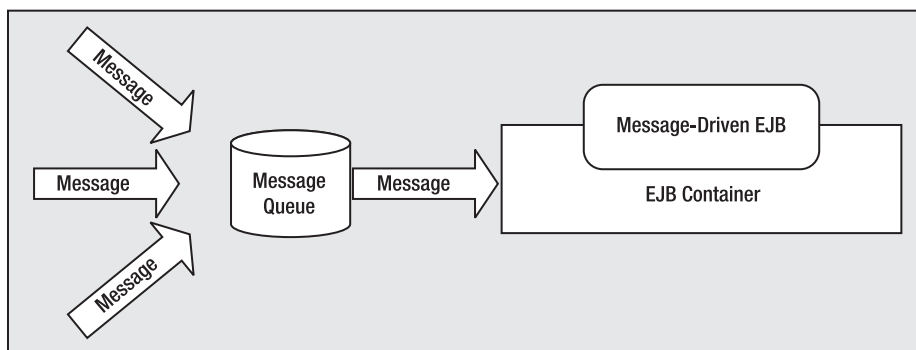 Message
Message
Message
Message
Queue
Message
Message-Driven EJB
EJB Container